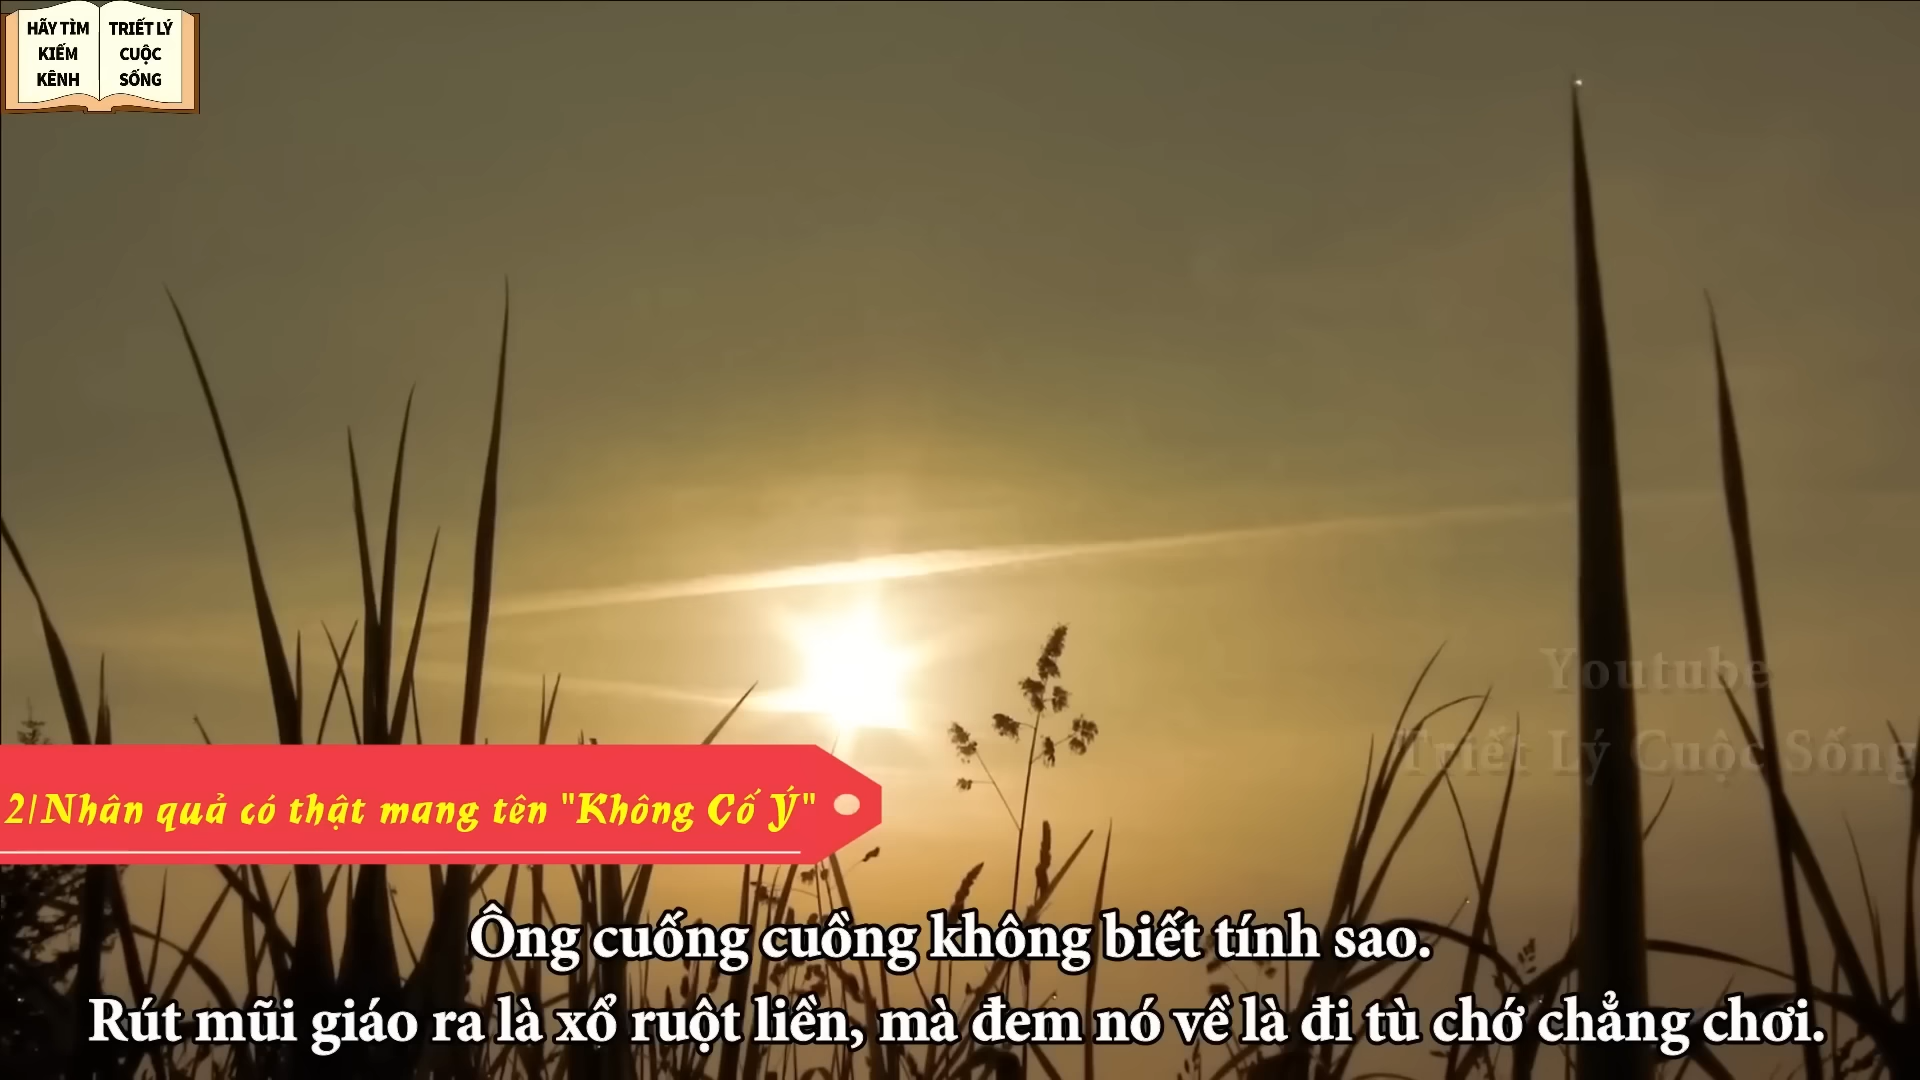 HÃY TÌM
KIẾM
KÊNH
TRIẾT LÝ
CUỘC
SỐNG
Youtube
Triết Lý Cuộc Sống
2/Nhân quả có thật mang tên "Không Cố Ý"
Ông cuống cuồng không biết tính sao.
Rút mũi giáo ra là xổ ruột liền, mà đem nó về là đi tù chớ chẳng chơi.